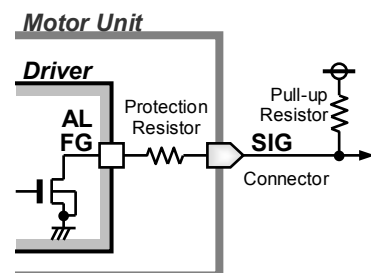 Motor Unit
Driver
AL
FG
Protection
Resistor
SIG
Connector
Pull-up
Resistor